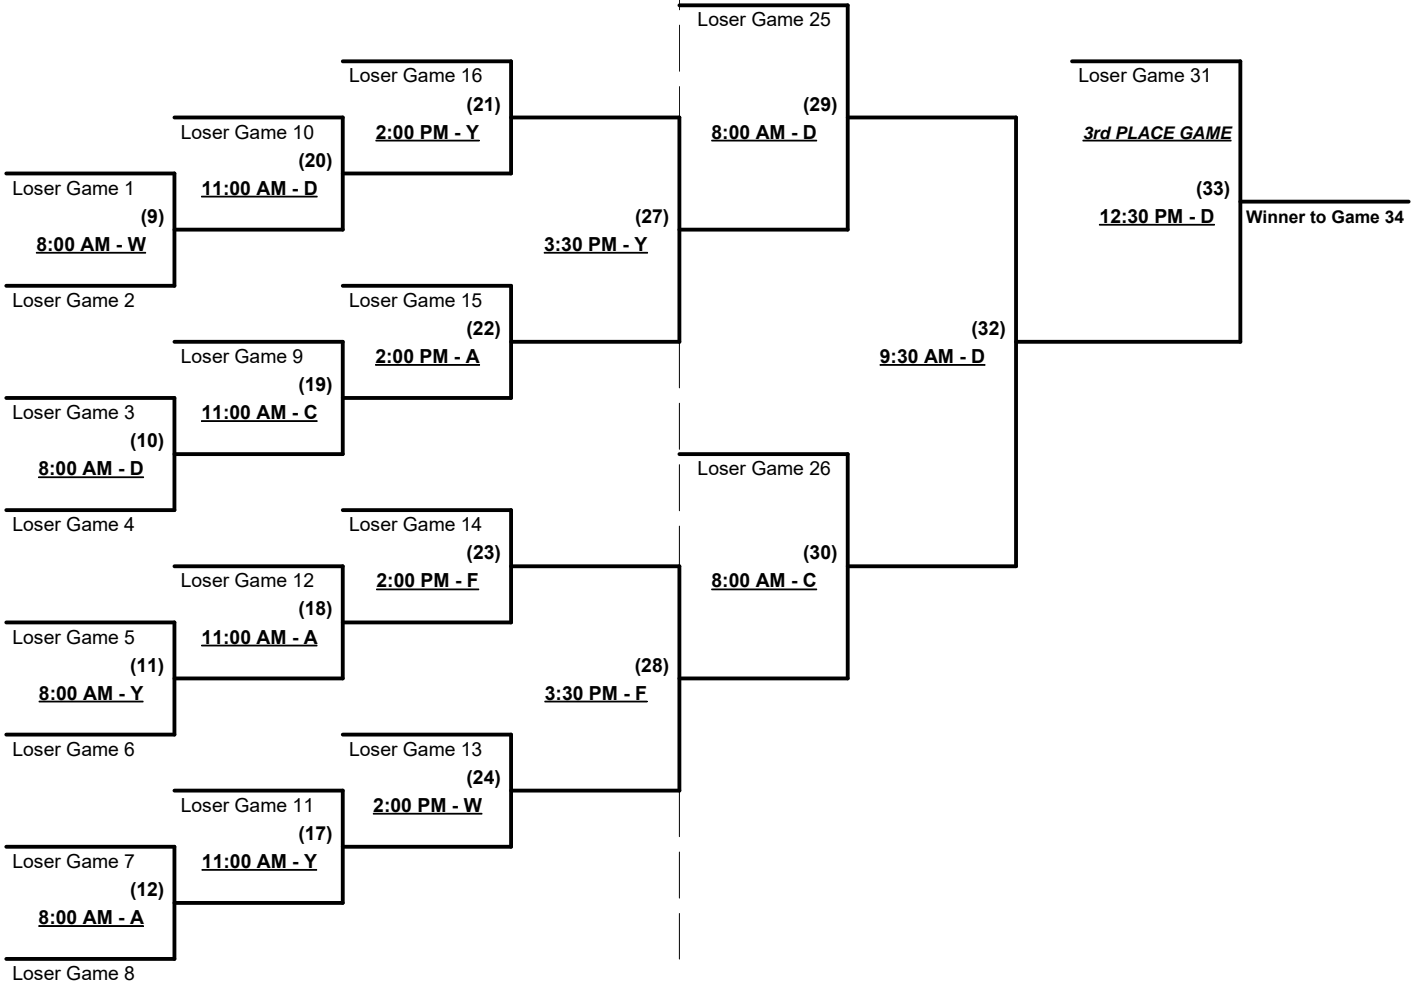 Loser Game 25
Loser Game 16
Loser Game 31
(21)
(29)
Loser Game 10
2:00 PM - Y
8:00 AM - D
3rd PLACE GAME
(20)
Loser Game 1
11:00 AM - D
(33)
(9)
(27)
12:30 PM - D
Winner to Game 34
8:00 AM - W
3:30 PM - Y
Loser Game 2
Loser Game 15
(22)
(32)
Loser Game 9
2:00 PM - A
9:30 AM - D
(19)
Loser Game 3
11:00 AM - C
(10)
8:00 AM - D
Loser Game 26
Loser Game 4
Loser Game 14
(23)
(30)
Loser Game 12
2:00 PM - F
8:00 AM - C
(18)
Loser Game 5
11:00 AM - A
(11)
(28)
8:00 AM - Y
3:30 PM - F
Loser Game 6
Loser Game 13
(24)
Loser Game 11
2:00 PM - W
(17)
Loser Game 7
11:00 AM - Y
(12)
8:00 AM - A
Loser Game 8